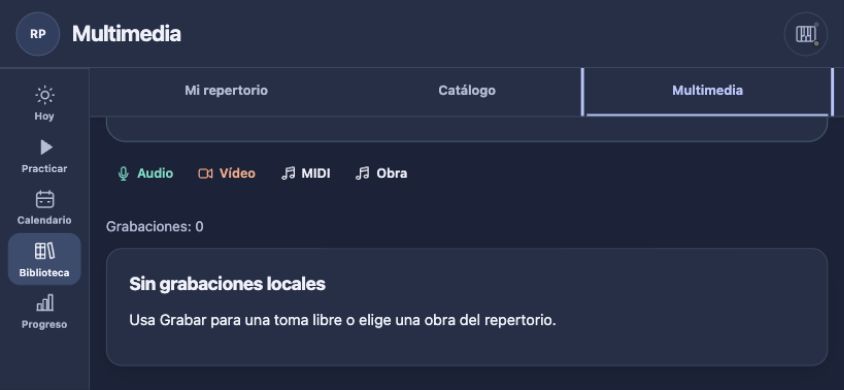 RP
Multimedia
Hoy
Practicar
Calendario
Biblioteca
Progreso
Mi repertorio
Catálogo
Multimedia
Audio
Vídeo
MIDI
Obra
Grabaciones: 0
Sin grabaciones locales
Usa Grabar para una toma libre o elige una obra del repertorio.